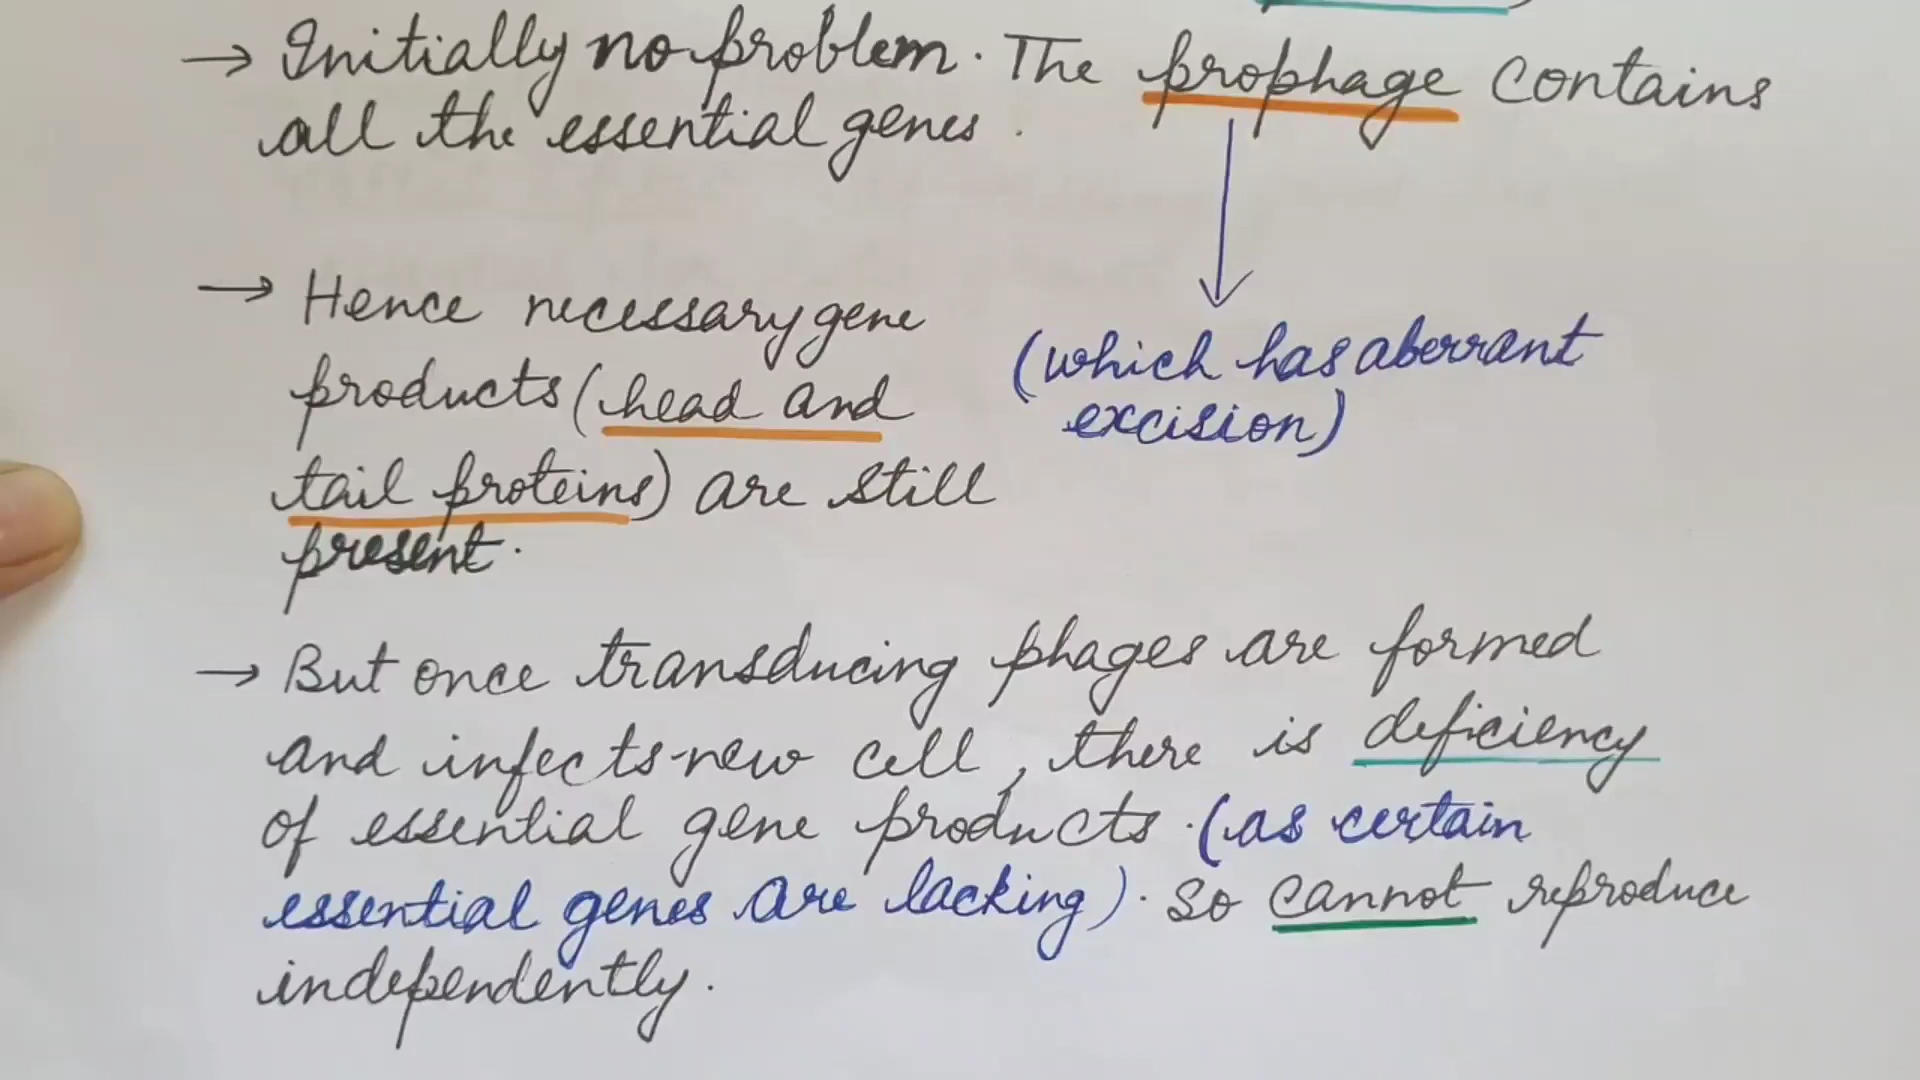 → Initially no problem. The prophage contains
all the essential genes.
→ Hence necessary gene
products (head and
tail proteins) are still
present.
(which has aberrant
excision)
→ But once transducing phages are formed
and infects new cell, there is deficiency
of essential gene products. (as certain
essential genes are lacking). So cannot reproduce
independently.